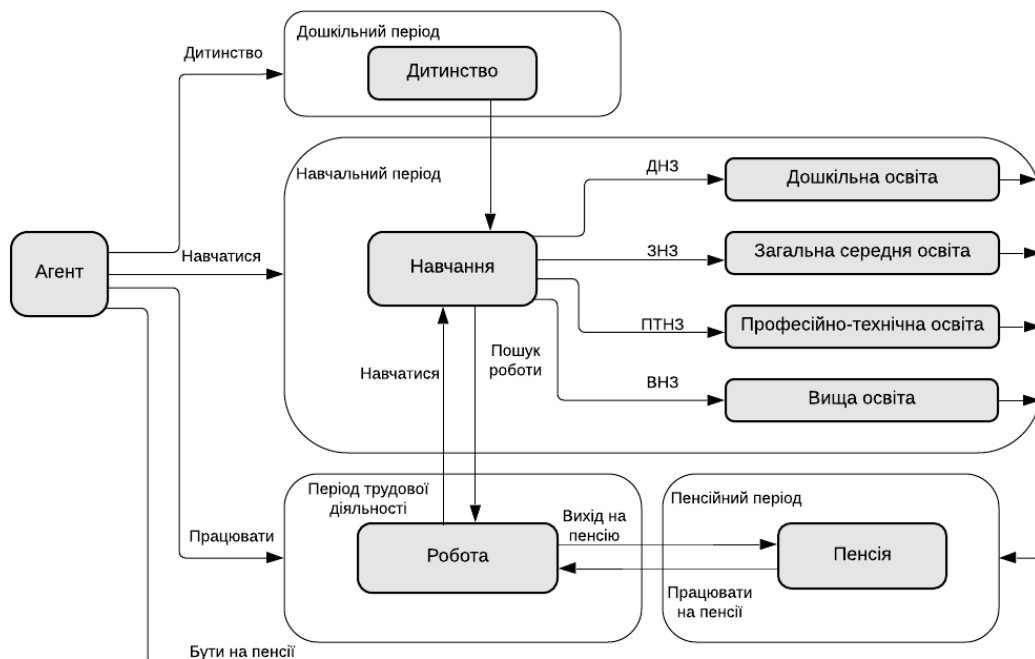 Дошкільний період
Дитинство
Дитинство
Навчальний період
ДНЗ
Дошкільна освіта
Агент
Навчатися
Навчання
ЗНЗ
Загальна середня освіта
ПТНЗ
Професійно-технічна освіта
Навчатися
Пошук
роботи
ВНЗ
Вища освіта
Період трудової
діяльності
Пенсійний період
Працювати
Робота
Вихід на
пенсію
Пенсія
Працювати
на пенсії
Бути на пенсії